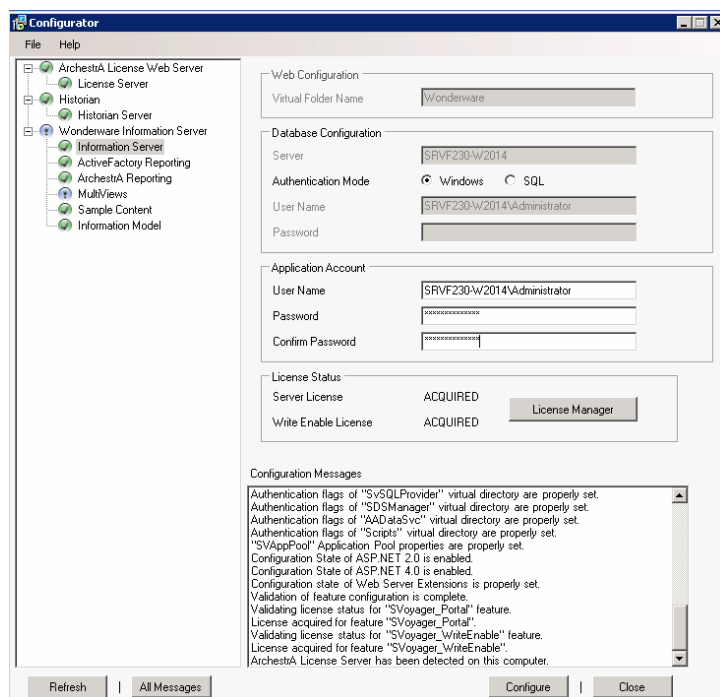 Configurator
File Help
ArchestrA License Web Server
License Server
Historian
Historian Server
Wonderware Information Server
Information Server
ActiveFactory Reporting
ArchestrA Reporting
MultiViews
Sample Content
Information Model
Web Configuration
Virtual Folder Name Wonderware
Database Configuration
Server SRVF230-W2014
Authentication Mode Windows SQL
User Name SRVF230-W2014\Administrator
Password
Application Account
User Name SRVF230-W2014\Administrator
Password xxxxxxxxxxxxx
Confirm Password xxxxxxxxxxxxx
License Status
Server License ACQUIRED
License Manager
Write Enable License ACQUIRED
Configuration Messages
Authentication flags of "SvSQLProvider" virtual directory are properly set.
Authentication flags of "SDSManager" virtual directory are properly set.
Authentication flags of "AADataSvc" virtual directory are properly set.
Authentication flags of "Scripts" virtual directory are properly set.
"SVAppPool" Application Pool properties are properly set.
Configuration State of ASP.NET 2.0 is enabled.
Configuration State of ASP.NET 4.0 is enabled.
Configuration state of Web Server Extensions is properly set.
Validation of feature configuration is complete.
Validating license status for "SVoyager_Portal" feature.
License acquired for feature "SVoyager_Portal".
Validating license status for "SVoyager_WriteEnable" feature.
License acquired for feature "SVoyager_WriteEnable".
ArchestrA License Server has been detected on this computer.
Refresh | All Messages Configure | Close